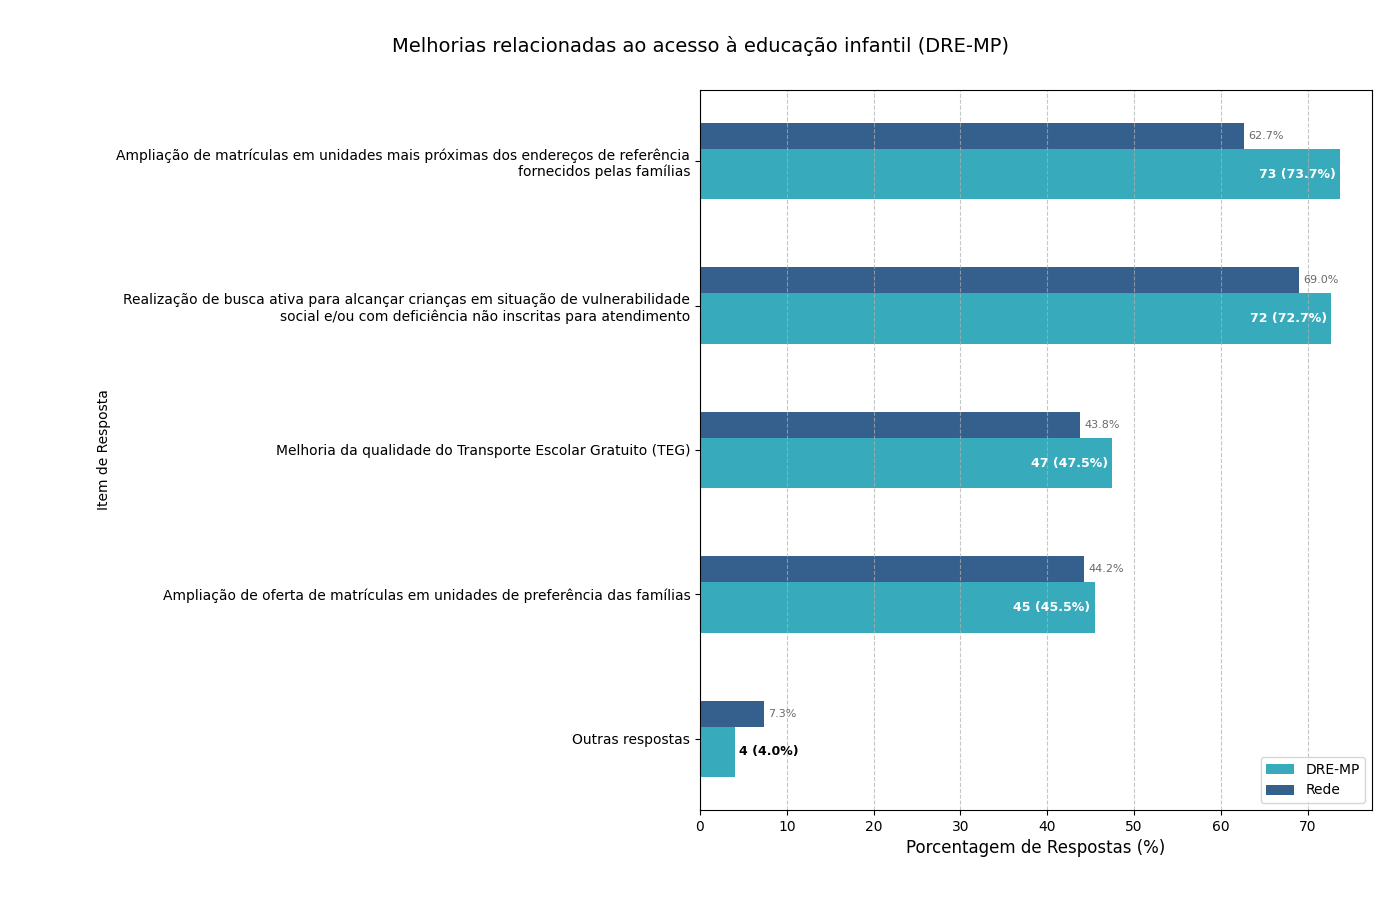 Melhorias relacionadas ao acesso à educação infantil (DRE-MP)
Ampliação de matrículas em unidades mais próximas dos endereços de referência
fornecidos pelas famílias
62.7%
73 (73.7%)
Realização de busca ativa para alcançar crianças em situação de vulnerabilidade
social e/ou com deficiência não inscritas para atendimento
69.0%
72 (72.7%)
Item de Resposta
Melhoria da qualidade do Transporte Escolar Gratuito (TEG)
43.8%
47 (47.5%)
Ampliação de oferta de matrículas em unidades de preferência das famílias
44.2%
45 (45.5%)
Outras respostas
7.3%
4 (4.0%)
DRE-MP
Rede
0 10 20 30 40 50 60 70
Porcentagem de Respostas (%)